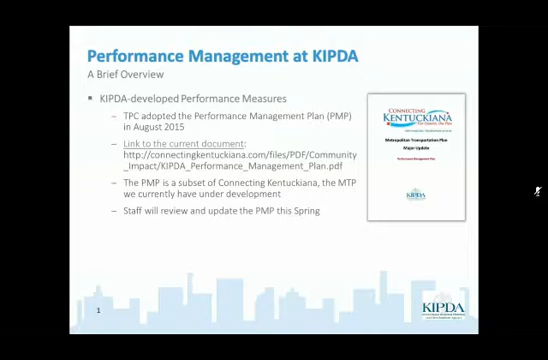 Performance Management at KIPDA
A Brief Overview
KIPDA-developed Performance Measures
– TPC adopted the Performance Management Plan (PMP)
in August 2015
– Link to the current document:
http://connectingkentuckiana.com/files/PDF/Community
_Impact/KIPDA_Performance_Management_Plan.pdf
– The PMP is a subset of Connecting Kentuckiana, the MTP
we currently have under development
– Staff will review and update the PMP this Spring
CONNECTING
KENTUCKIANA
Metropolitan Transportation Plan
Major Update
Performance Management Plan
KIPDA
1
KIPDA